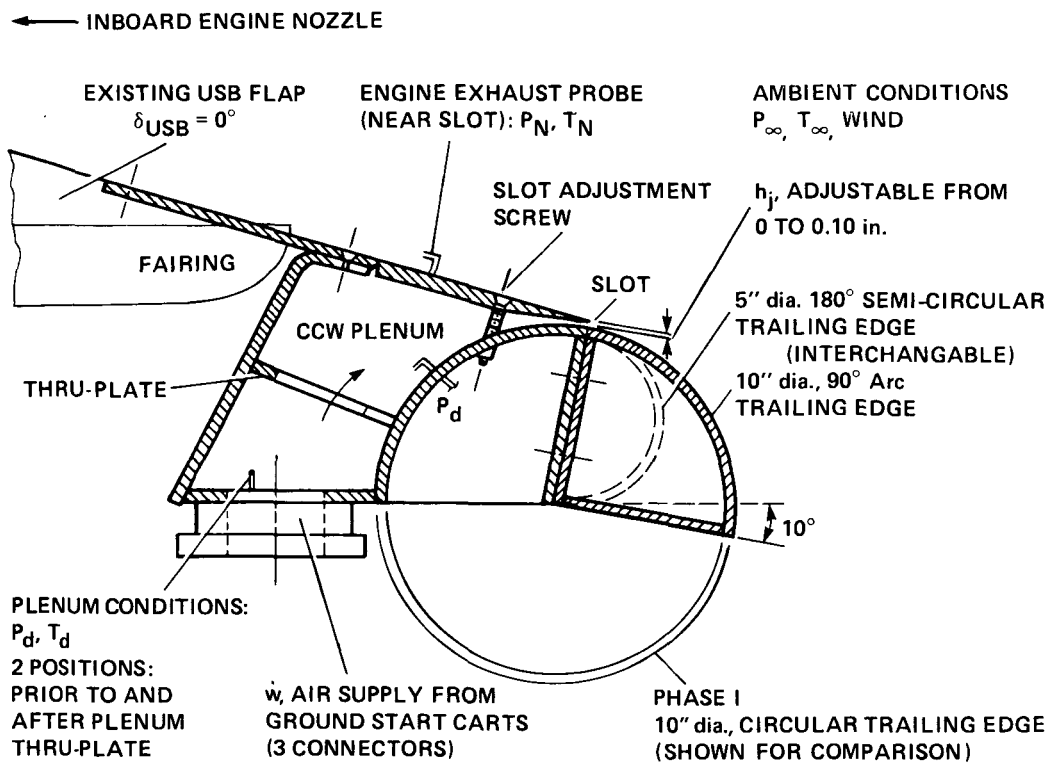 INBOARD ENGINE NOZZLE
EXISTING USB FLAP
δUSB = 0°
ENGINE EXHAUST PROBE
(NEAR SLOT): PN, TN
AMBIENT CONDITIONS
P∞, T∞, WIND
SLOT ADJUSTMENT
SCREW
hj, ADJUSTABLE FROM
0 TO 0.10 in.
FAIRING
SLOT
5" dia. 180° SEMI-CIRCULAR
TRAILING EDGE
(INTERCHANGABLE)
10" dia., 90° Arc
TRAILING EDGE
CCW PLENUM
THRU-PLATE
Pd
10°
PLENUM CONDITIONS:
Pd, Td
2 POSITIONS:
PRIOR TO AND
AFTER PLENUM
THRU-PLATE
ẇ, AIR SUPPLY FROM
GROUND START CARTS
(3 CONNECTORS)
PHASE I
10" dia., CIRCULAR TRAILING EDGE
(SHOWN FOR COMPARISON)